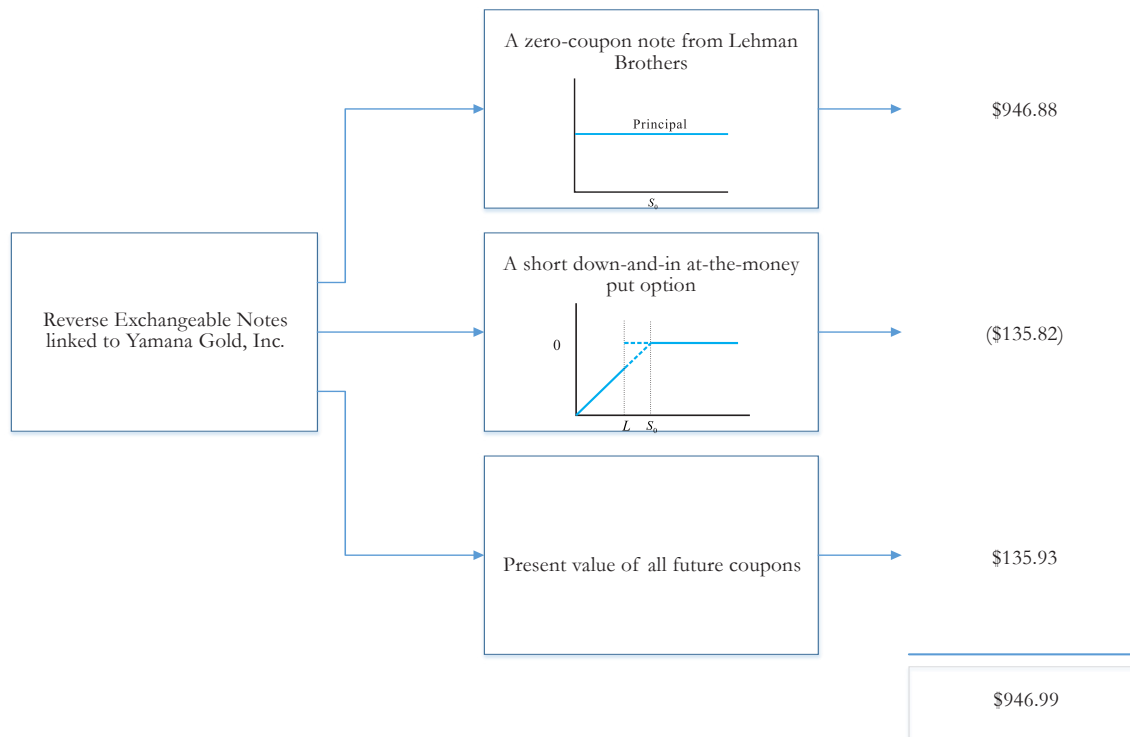 A zero-coupon note from Lehman
Brothers
Principal
S₀
$946.88
Reverse Exchangeable Notes
linked to Yamana Gold, Inc.
A short down-and-in at-the-money
put option
0
L S₀
($135.82)
Present value of all future coupons
$135.93
$946.99